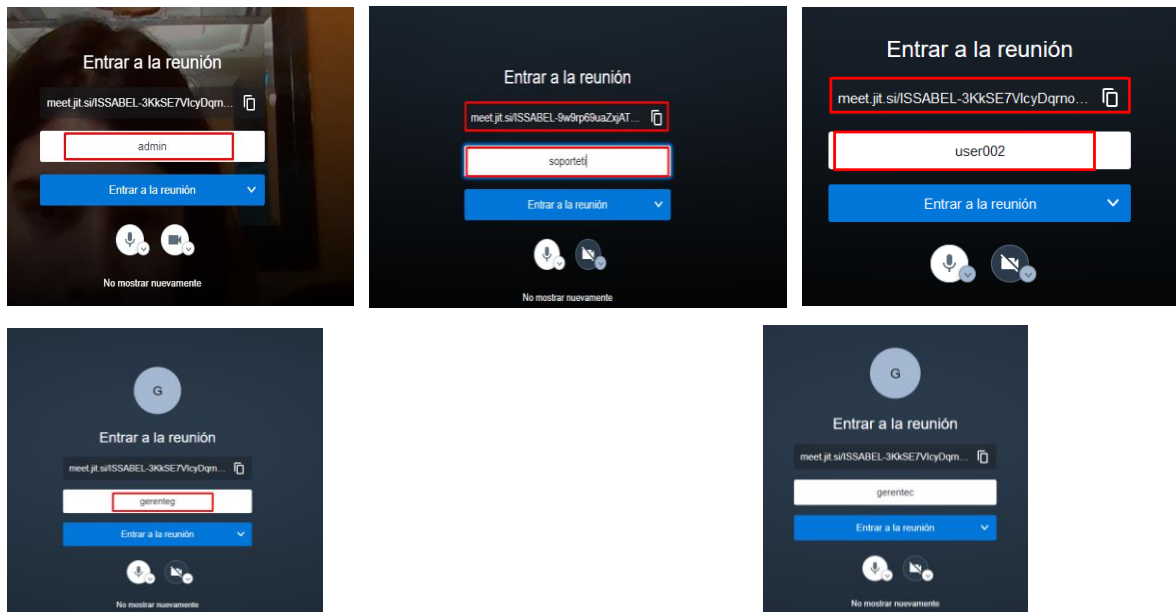 Entrar a la reunión
meet.jit.si/ISSABEL-3KkSE7VlcyDqrn...
admin
Entrar a la reunión
No mostrar nuevamente
Entrar a la reunión
meet.jit.si/ISSABEL-9w9rp69uaZxjAT...
soporteti
Entrar a la reunión
No mostrar nuevamente
Entrar a la reunión
meet.jit.si/ISSABEL-3KkSE7VlcyDqrno...
user002
Entrar a la reunión
G
Entrar a la reunión
meet.jit.si/ISSABEL-3KkSE7VlcyDqrn...
gerenteg
Entrar a la reunión
No mostrar nuevamente
G
Entrar a la reunión
meet.jit.si/ISSABEL-3KkSE7VlcyDqrn...
gerentec
Entrar a la reunión
No mostrar nuevamente